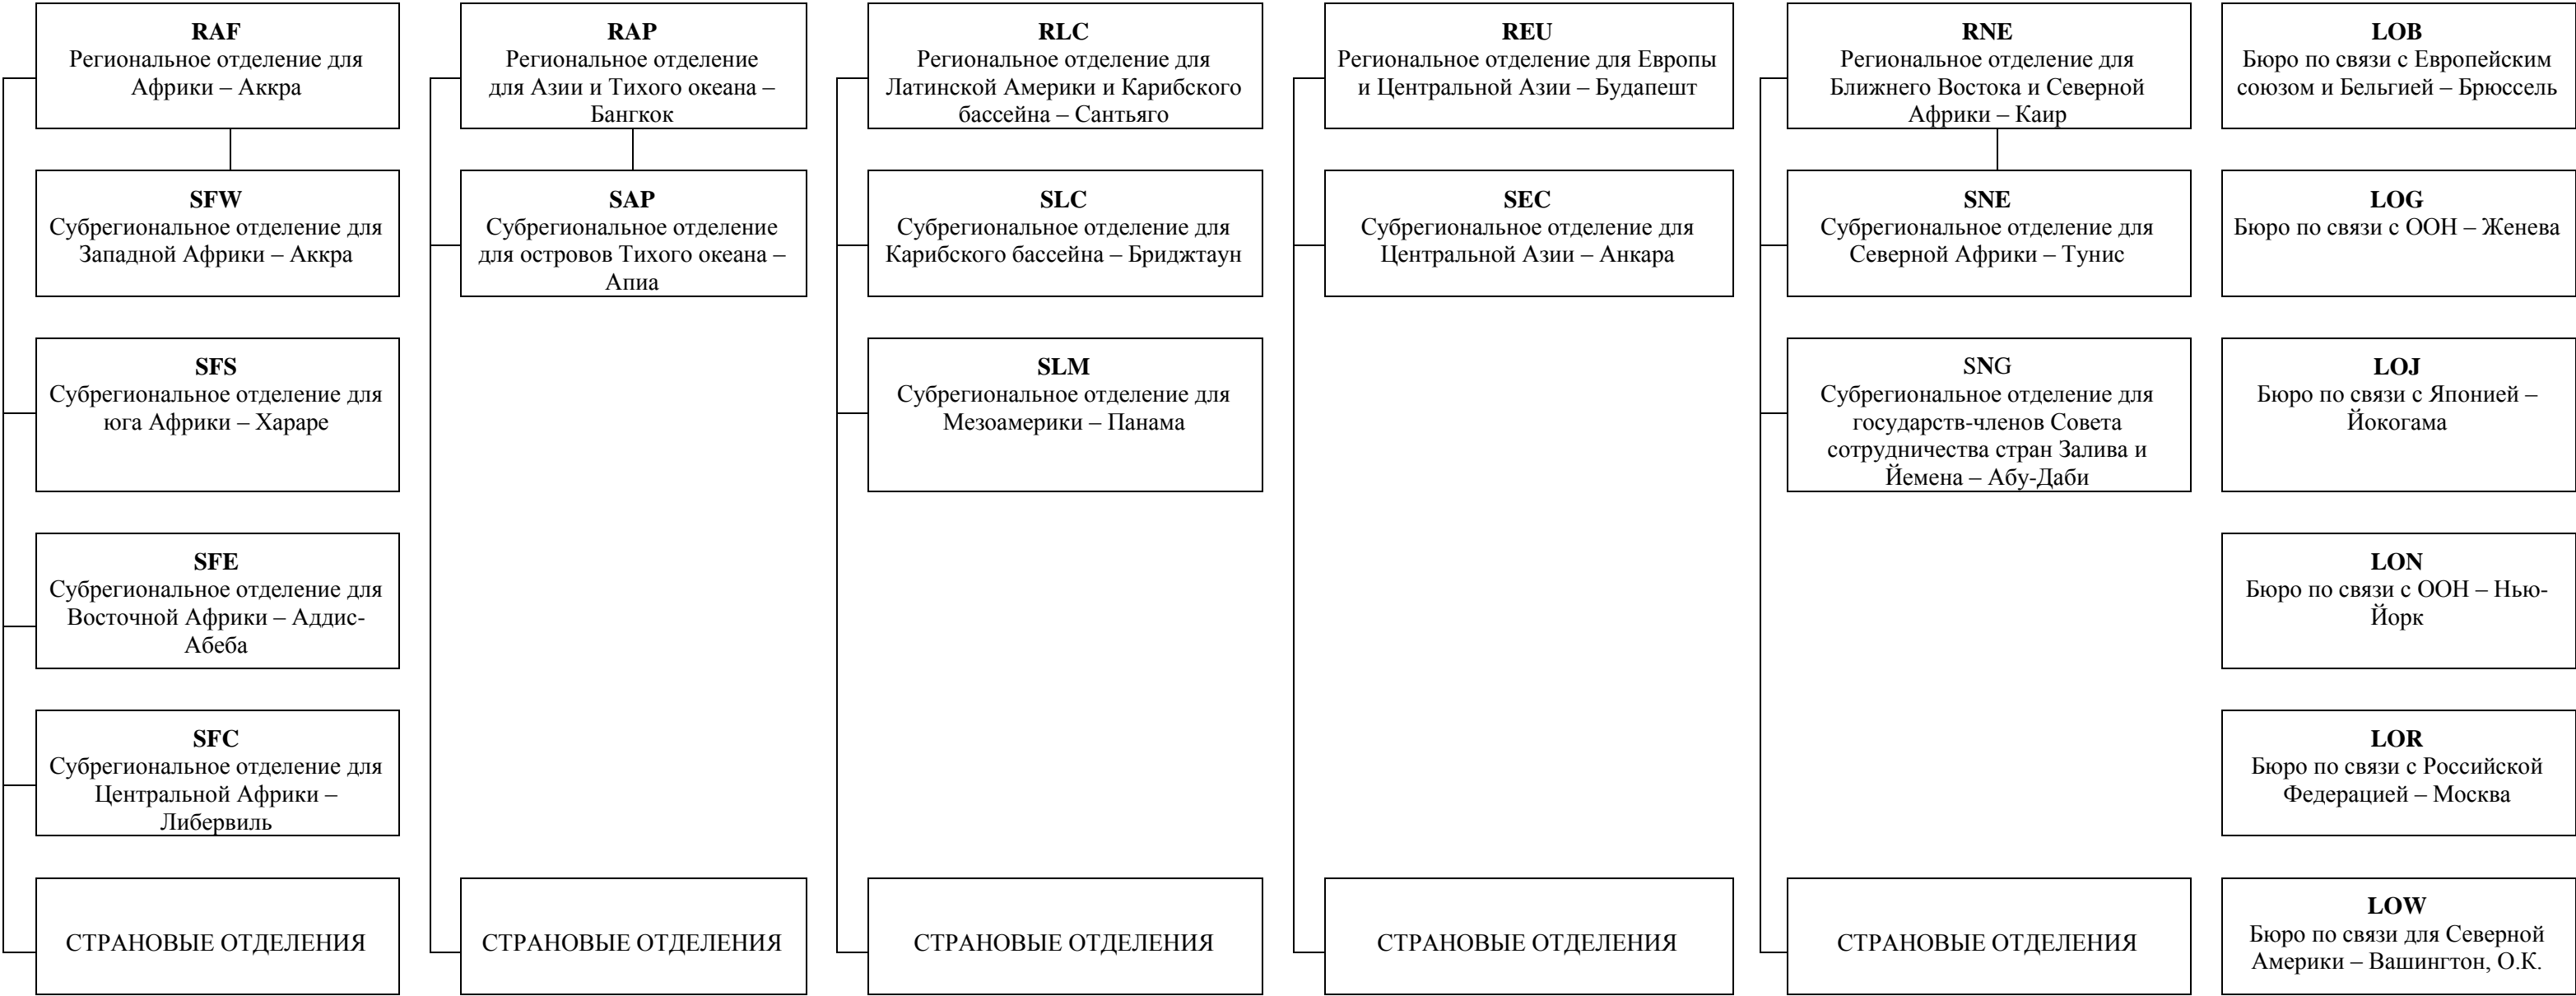 RAF
Региональное отделение для
Африки – Аккра
SFW
Субрегиональное отделение для
Западной Африки – Аккра
SFS
Субрегиональное отделение для
юга Африки – Хараре
SFE
Субрегиональное отделение для
Восточной Африки – Аддис-
Абеба
SFC
Субрегиональное отделение для
Центральной Африки –
Либервиль
СТРАНОВЫЕ ОТДЕЛЕНИЯ
RAP
Региональное отделение
для Азии и Тихого океана –
Бангкок
SAP
Субрегиональное отделение
для островов Тихого океана –
Апиа
СТРАНОВЫЕ ОТДЕЛЕНИЯ
RLC
Региональное отделение для
Латинской Америки и Карибского
бассейна – Сантьяго
SLC
Субрегиональное отделение для
Карибского бассейна – Бриджтаун
SLM
Субрегиональное отделение для
Мезоамерики – Панама
СТРАНОВЫЕ ОТДЕЛЕНИЯ
REU
Региональное отделение для Европы
и Центральной Азии – Будапешт
SEC
Субрегиональное отделение для
Центральной Азии – Анкара
СТРАНОВЫЕ ОТДЕЛЕНИЯ
RNE
Региональное отделение для
Ближнего Востока и Северной
Африки – Каир
SNE
Субрегиональное отделение для
Северной Африки – Тунис
SNG
Субрегиональное отделение для
государств-членов Совета
сотрудничества стран Залива и
Йемена – Абу-Даби
СТРАНОВЫЕ ОТДЕЛЕНИЯ
LOB
Бюро по связи с Европейским
союзом и Бельгией – Брюссель
LOG
Бюро по связи с ООН – Женева
LOJ
Бюро по связи с Японией –
Йокогама
LON
Бюро по связи с ООН – Нью-
Йорк
LOR
Бюро по связи с Российской
Федерацией – Москва
LOW
Бюро по связи для Северной
Америки – Вашингтон, О.К.